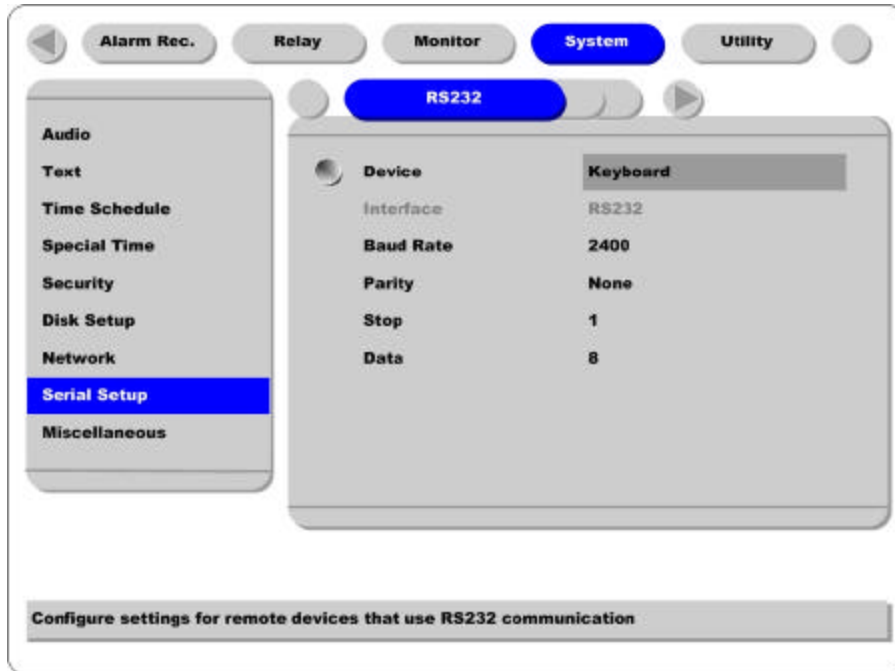 Alarm Rec. Relay Monitor System Utility
RS232
Audio
Text
Time Schedule
Special Time
Security
Disk Setup
Network
Serial Setup
Miscellaneous
Device Keyboard
Interface RS232
Baud Rate 2400
Parity None
Stop 1
Data 8
Configure settings for remote devices that use RS232 communication